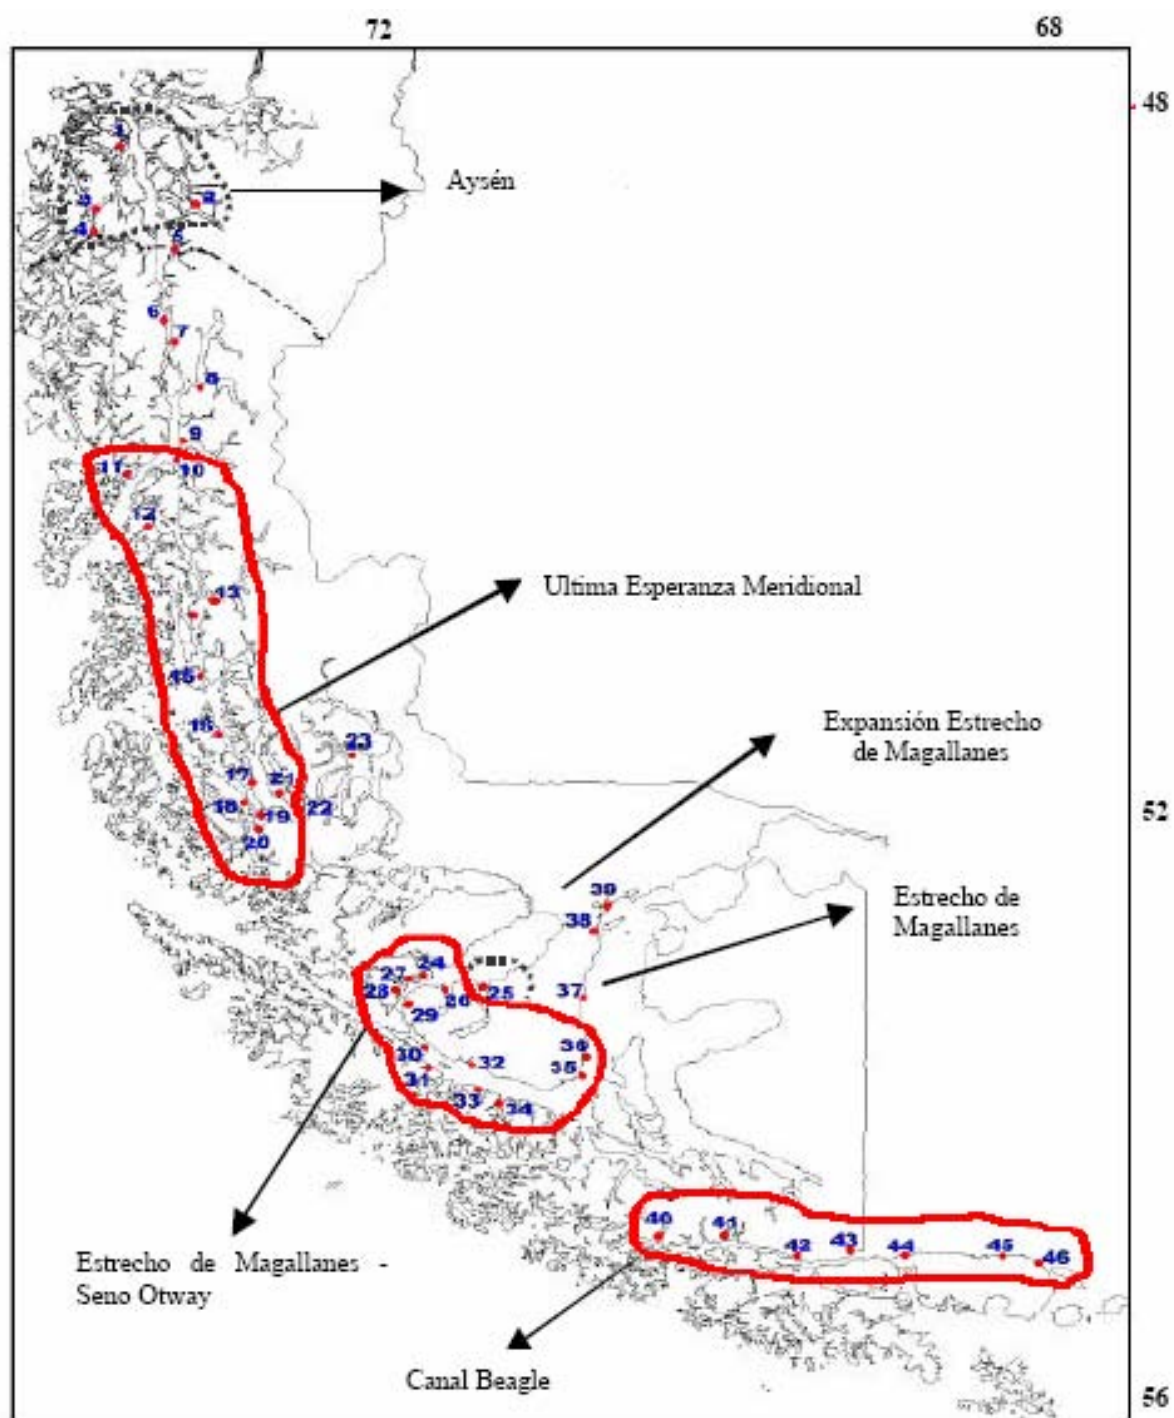 72 68
48
1
Aysén
2
3
4
5
6
7
8
9
11 10
12
Ultima Esperanza Meridional
13
15
16
Expansión Estrecho
de Magallanes
23
17 21
18 22
52
19
20
39
38
Estrecho de
Magallanes
27 24
28 26 25 37
29
30 36
32
31 35
33 34
40 41
42 43 44 45 46
Estrecho de Magallanes -
Seno Otway
Canal Beagle
56